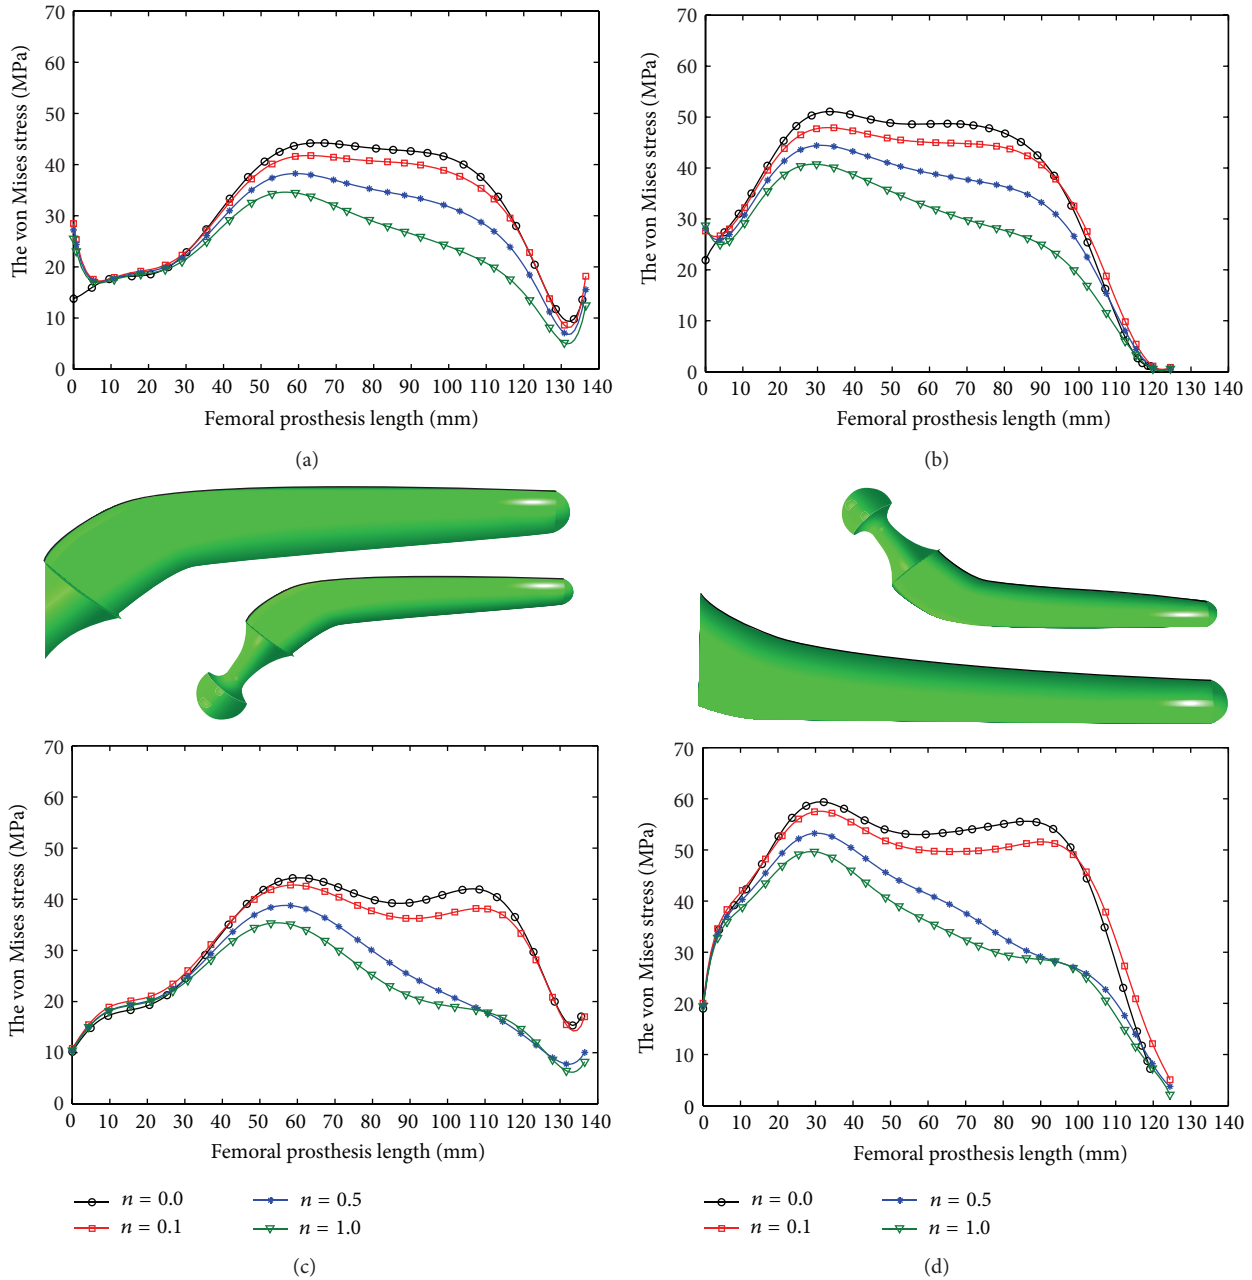 70
60
50
40
30
20
10
0
The von Mises stress (MPa)
0 10 20 30 40 50 60 70 80 90 100 110 120 130 140
Femoral prosthesis length (mm)
(a)
70
60
50
40
30
20
10
0
The von Mises stress (MPa)
0 10 20 30 40 50 60 70 80 90 100 110 120 130 140
Femoral prosthesis length (mm)
(b)
70
60
50
40
30
20
10
0
The von Mises stress (MPa)
0 10 20 30 40 50 60 70 80 90 100 110 120 130 140
Femoral prosthesis length (mm)
n = 0.0 n = 0.5
n = 0.1 n = 1.0
(c)
70
60
50
40
30
20
10
0
The von Mises stress (MPa)
0 10 20 30 40 50 60 70 80 90 100 110 120 130 140
Femoral prosthesis length (mm)
n = 0.0 n = 0.5
n = 0.1 n = 1.0
(d)